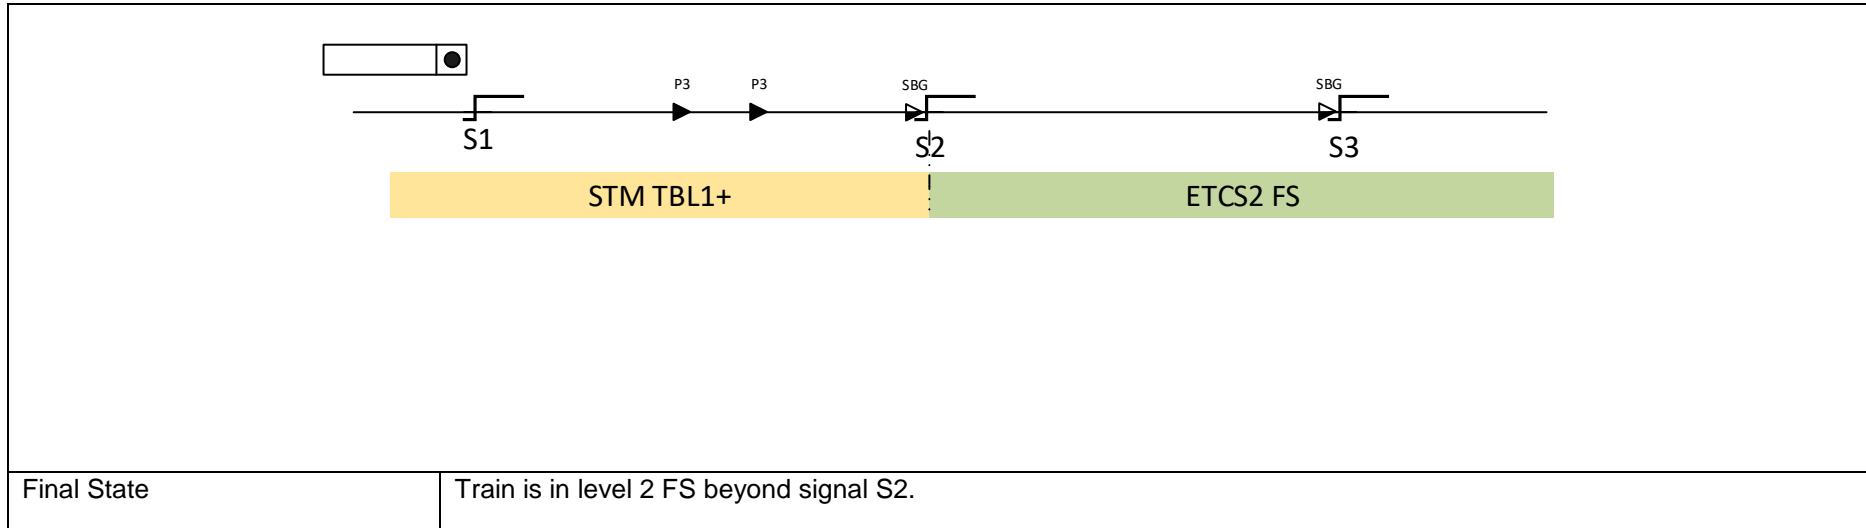 P3 P3 SBG SBG
S1 S2 S3
STM TBL1+ ETCS2 FS
Final State Train is in level 2 FS beyond signal S2.